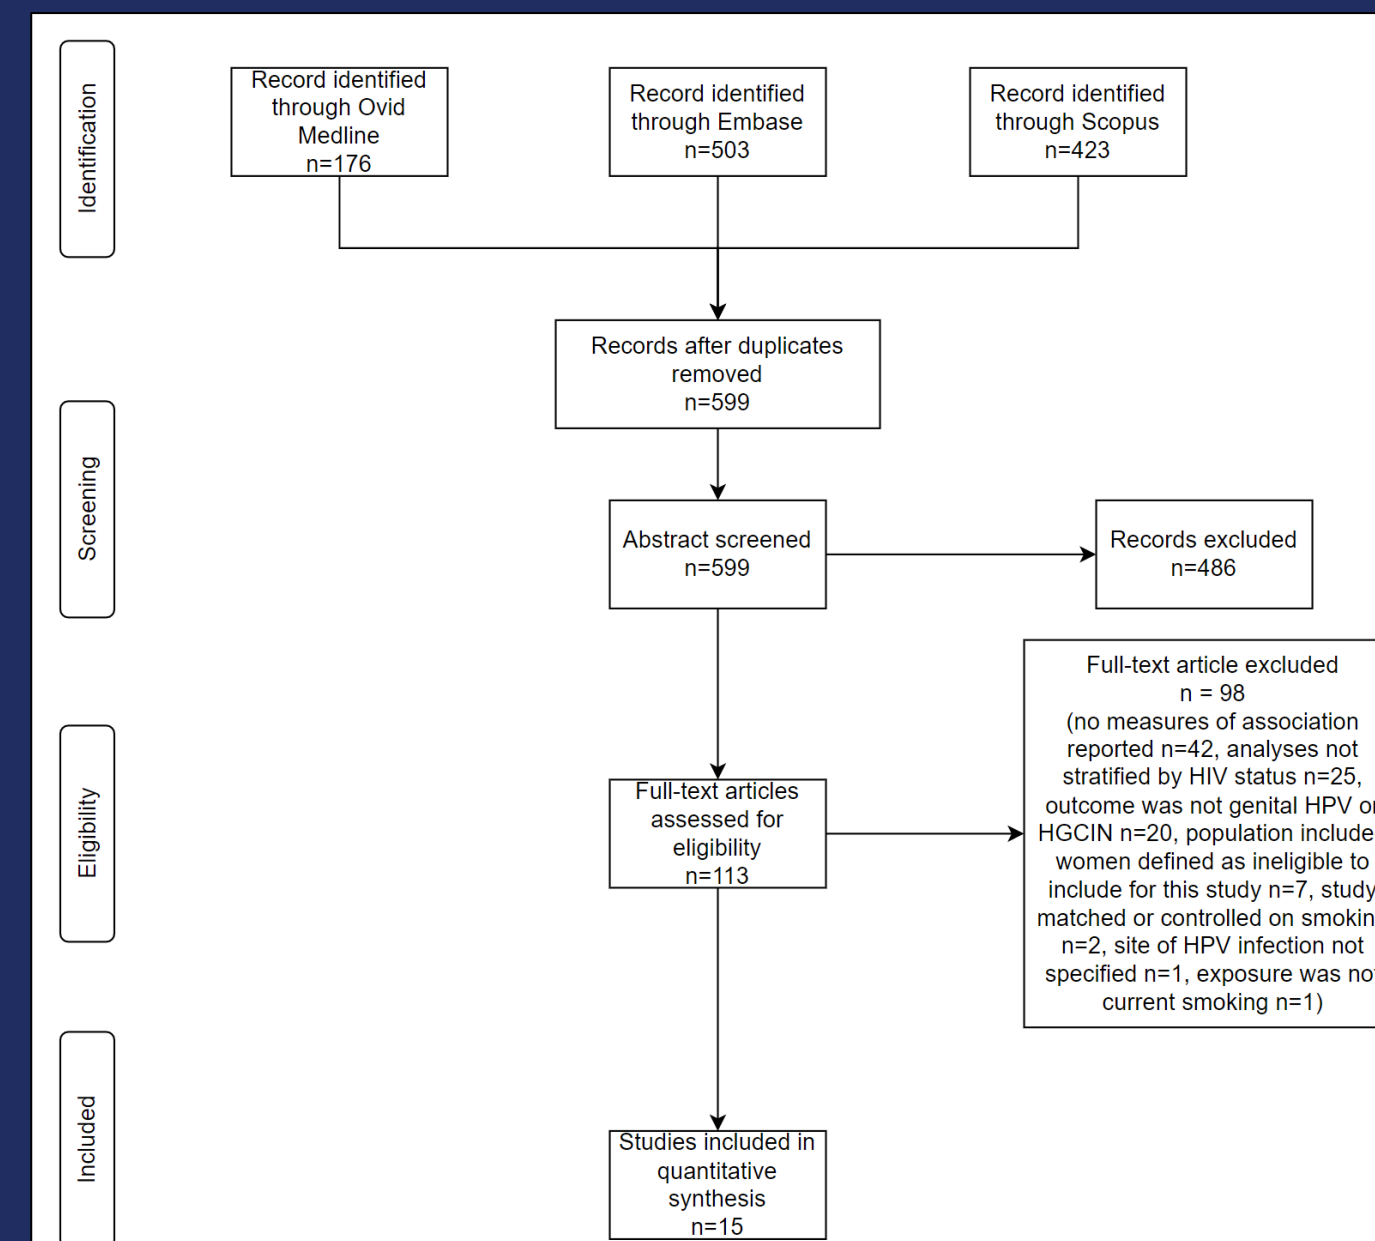 Identification
Record identified
through Ovid
Medline
n=176
Record identified
through Embase
n=503
Record identified
through Scopus
n=423
Records after duplicates
removed
n=599
Screening
Abstract screened
n=599
Records excluded
n=486
Eligibility
Full-text articles
assessed for
eligibility
n=113
Full-text article excluded
n = 98
(no measures of association
reported n=42, analyses not
stratified by HIV status n=25,
outcome was not genital HPV
HGCIN n=20, population
women defined as ineligible to
include for this study n=7, study
matched or controlled on
n=2, site of HPV infection not
specified n=1, exposure was
current smoking n=1)
Included
Studies included in
quantitative
synthesis
n=15